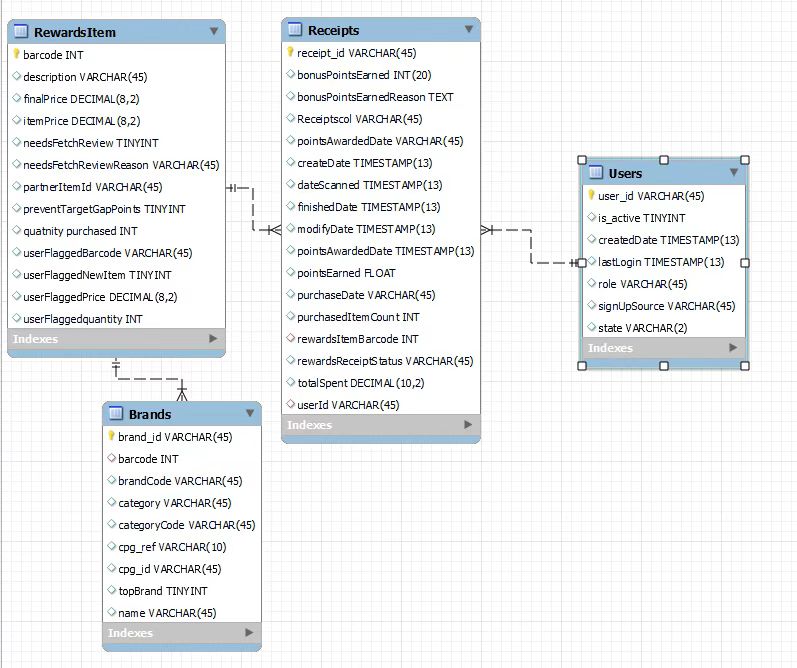 RewardsItem
barcode INT
description VARCHAR(45)
finalPrice DECIMAL(8,2)
itemPrice DECIMAL(8,2)
needsFetchReview TINYINT
needsFetchReviewReason VARCHAR(45)
partnerItemId VARCHAR(45)
preventTargetGapPoints TINYINT
quatnity purchased INT
userFlaggedBarcode VARCHAR(45)
userFlaggedNewItem TINYINT
userFlaggedPrice DECIMAL(8,2)
userFlaggedquantity INT
Indexes
Receipts
receipt_id VARCHAR(45)
bonusPointsEarned INT(20)
bonusPointsEarnedReason TEXT
Receiptscol VARCHAR(45)
pointsAwardedDate VARCHAR(45)
createDate TIMESTAMP(13)
dateScanned TIMESTAMP(13)
finishedDate TIMESTAMP(13)
modifyDate TIMESTAMP(13)
pointsAwardedDate TIMESTAMP(13)
pointsEarned FLOAT
purchaseDate VARCHAR(45)
purchasedItemCount INT
rewardsItemBarcode INT
rewardsReceiptStatus VARCHAR(45)
totalSpent DECIMAL(10,2)
userId VARCHAR(45)
Indexes
Users
user_id VARCHAR(45)
is_active TINYINT
createdDate TIMESTAMP(13)
lastLogin TIMESTAMP(13)
role VARCHAR(45)
signUpSource VARCHAR(45)
state VARCHAR(2)
Indexes
Brands
brand_id VARCHAR(45)
barcode INT
brandCode VARCHAR(45)
category VARCHAR(45)
categoryCode VARCHAR(45)
cpg_ref VARCHAR(10)
cpg_id VARCHAR(45)
topBrand TINYINT
name VARCHAR(45)
Indexes